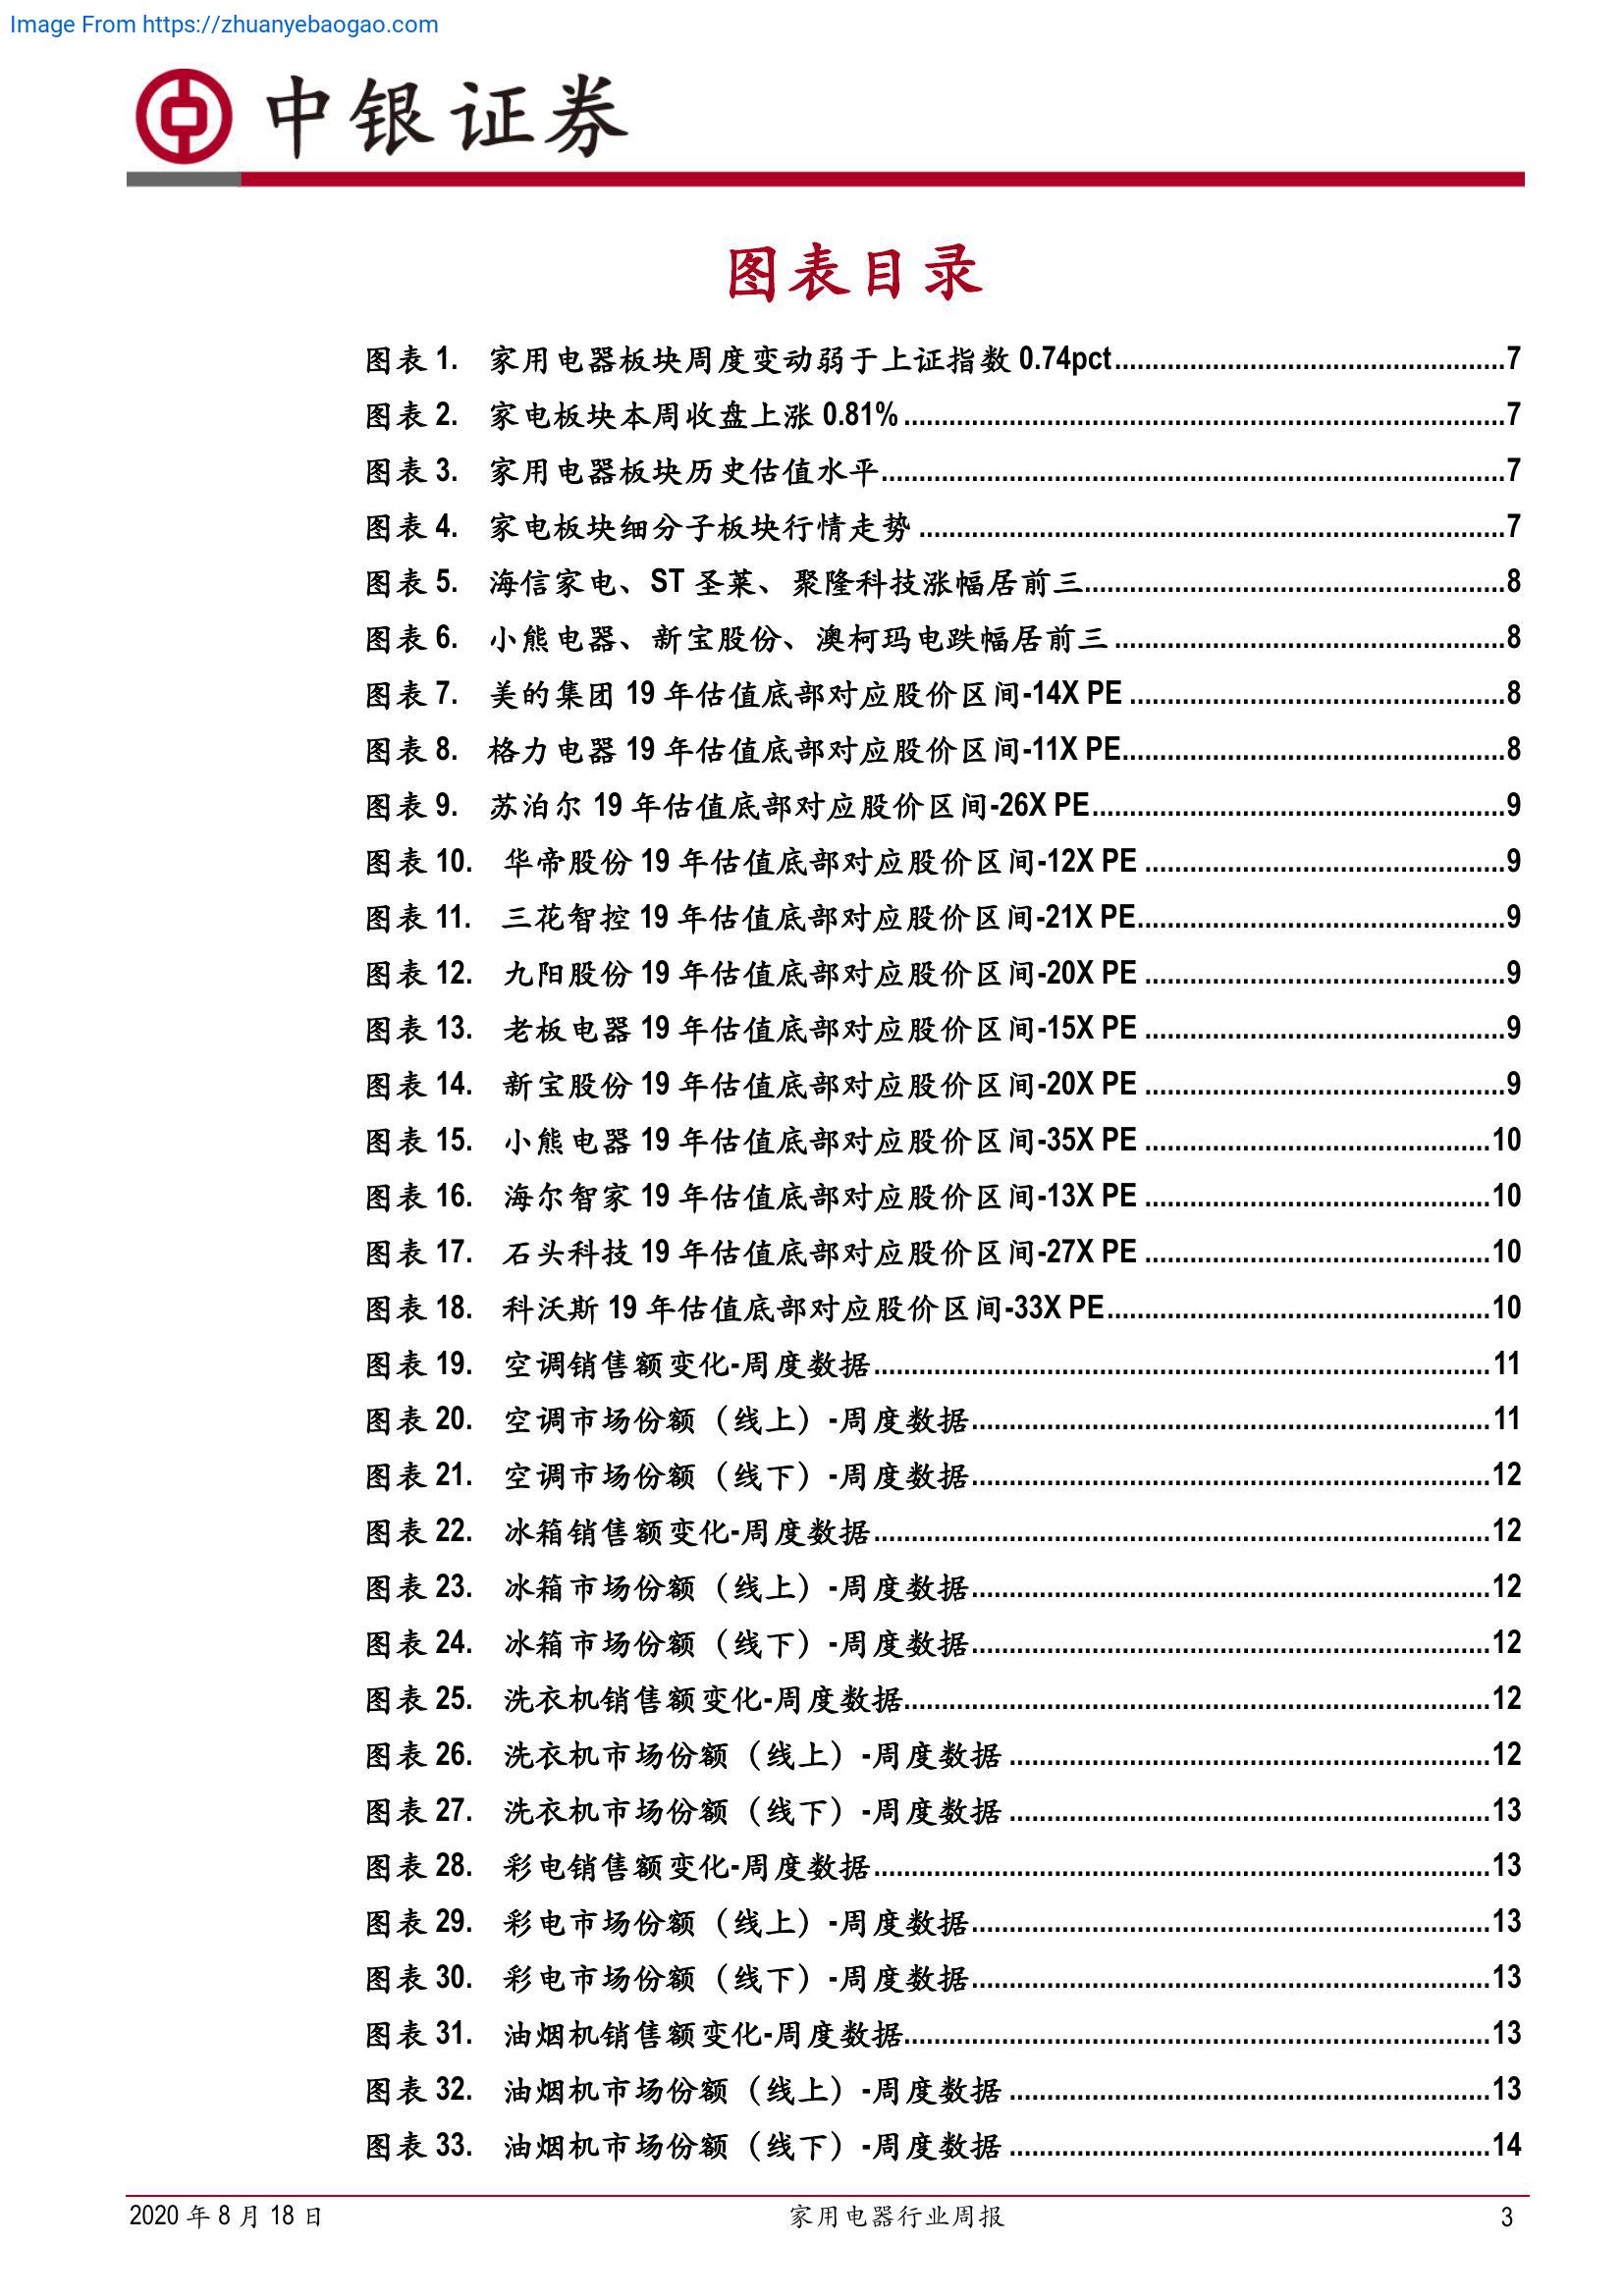 Image From https://zhuanyebaogao.com
中银证券
图表目录
图表 1. 家用电器板块周度变动弱于上证指数 0.74pct.....7
图表 2. 家电板块本周收盘上涨 0.81%.....7
图表 3. 家用电器板块历史估值水平.....7
图表 4. 家电板块细分子板块行情走势.....7
图表 5. 海信家电、ST 圣莱、聚隆科技涨幅居前三.....8
图表 6. 小熊电器、新宝股份、澳柯玛电跌幅居前三.....8
图表 7. 美的集团 19 年估值底部对应股价区间-14X PE.....8
图表 8. 格力电器 19 年估值底部对应股价区间-11X PE.....8
图表 9. 苏泊尔 19 年估值底部对应股价区间-26X PE.....9
图表 10. 华帝股份 19 年估值底部对应股价区间-12X PE.....9
图表 11. 三花智控 19 年估值底部对应股价区间-21X PE.....9
图表 12. 九阳股份 19 年估值底部对应股价区间-20X PE.....9
图表 13. 老板电器 19 年估值底部对应股价区间-15X PE.....9
图表 14. 新宝股份 19 年估值底部对应股价区间-20X PE.....9
图表 15. 小熊电器 19 年估值底部对应股价区间-35X PE.....10
图表 16. 海尔智家 19 年估值底部对应股价区间-13X PE.....10
图表 17. 石头科技 19 年估值底部对应股价区间-27X PE.....10
图表 18. 科沃斯 19 年估值底部对应股价区间-33X PE.....10
图表 19. 空调销售额变化-周度数据.....11
图表 20. 空调市场份额（线上）-周度数据.....11
图表 21. 空调市场份额（线下）-周度数据.....12
图表 22. 冰箱销售额变化-周度数据.....12
图表 23. 冰箱市场份额（线上）-周度数据.....12
图表 24. 冰箱市场份额（线下）-周度数据.....12
图表 25. 洗衣机销售额变化-周度数据.....12
图表 26. 洗衣机市场份额（线上）-周度数据.....12
图表 27. 洗衣机市场份额（线下）-周度数据.....13
图表 28. 彩电销售额变化-周度数据.....13
图表 29. 彩电市场份额（线上）-周度数据.....13
图表 30. 彩电市场份额（线下）-周度数据.....13
图表 31. 油烟机销售额变化-周度数据.....13
图表 32. 油烟机市场份额（线上）-周度数据.....13
图表 33. 油烟机市场份额（线下）-周度数据.....14
2020 年 8 月 18 日 家用电器行业周报 3